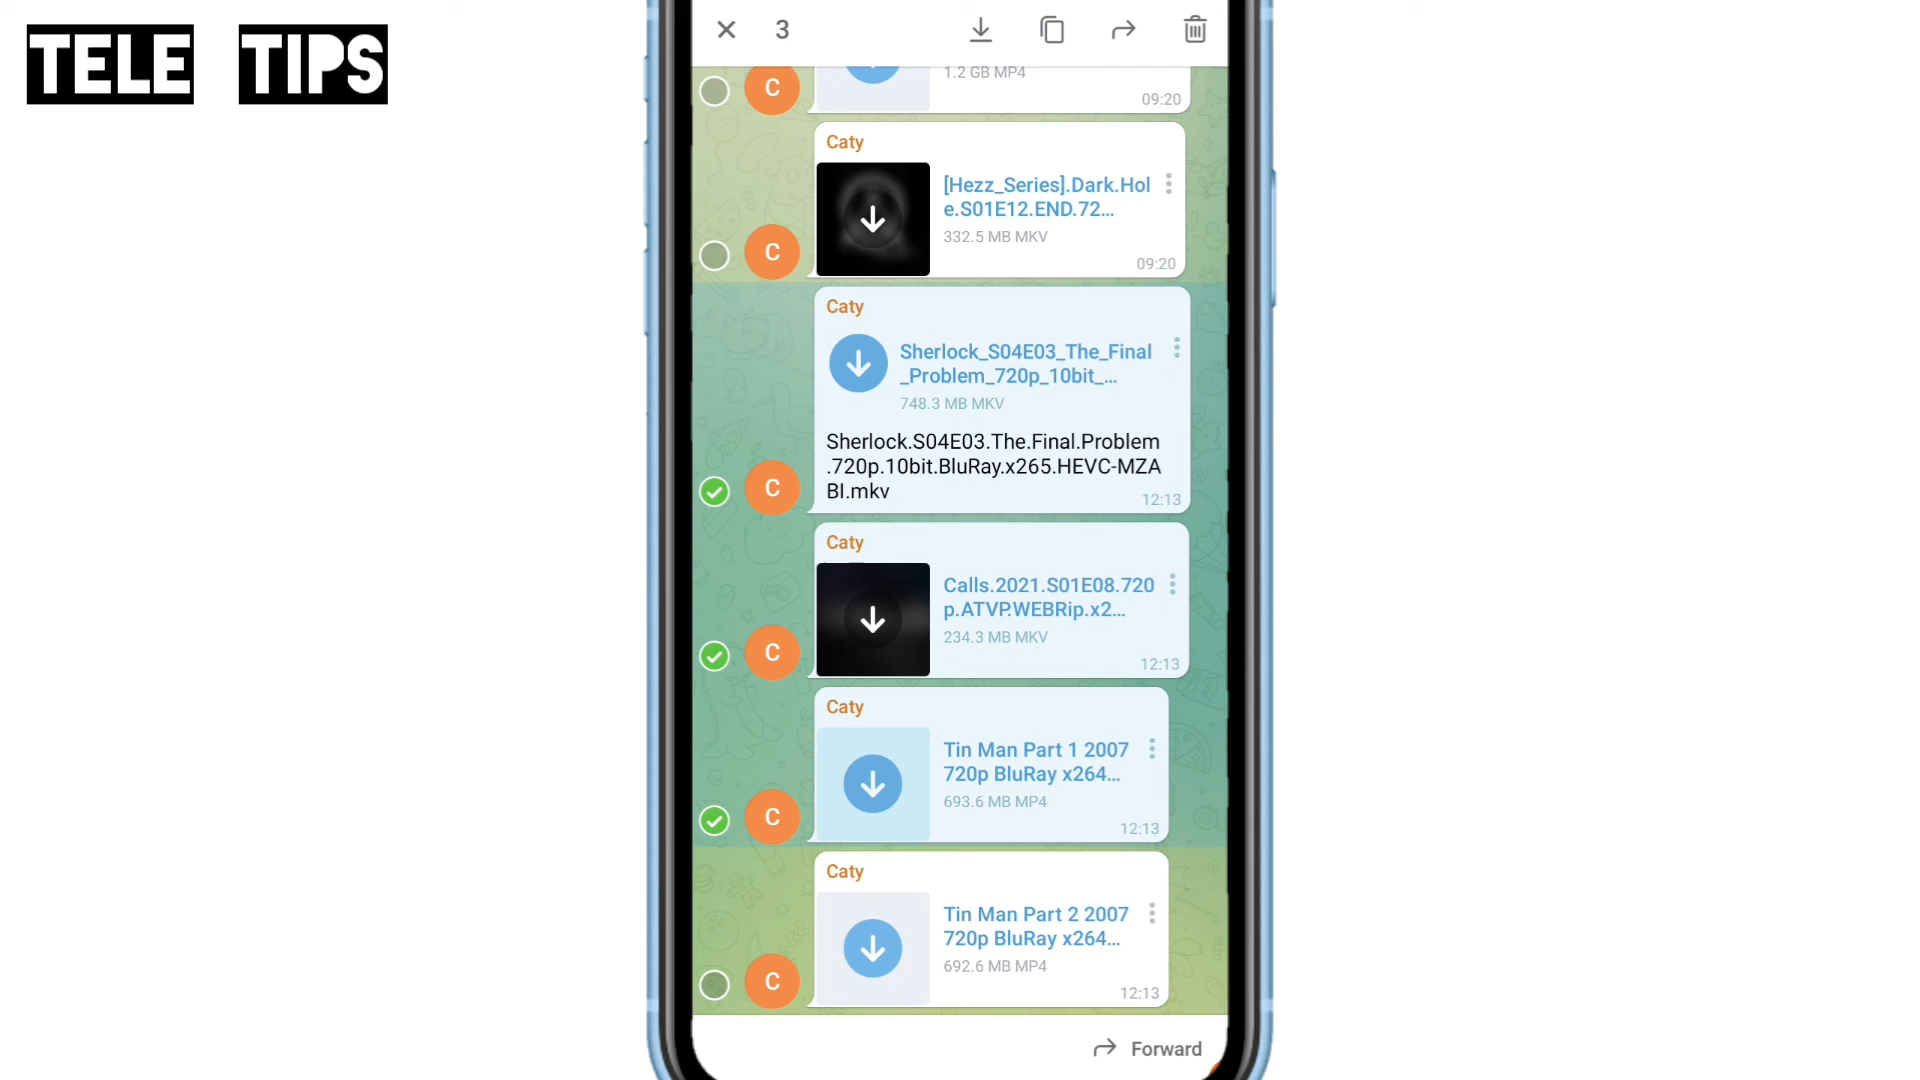 TELE TIPS
3
1.2 GB MP4
09:20
C
Caty
[Hezz_Series].Dark.Hol
e.S01E12.END.72...
332.5 MB MKV
09:20
C
Caty
Sherlock_S04E03_The_Final
_Problem_720p_10bit_...
748.3 MB MKV
Sherlock.S04E03.The.Final.Problem
.720p.10bit.BluRay.x265.HEVC-MZA
BI.mkv
12:13
C
Caty
Calls.2021.S01E08.720
p.ATVP.WEBRip.x2...
234.3 MB MKV
12:13
C
Caty
Tin Man Part 1 2007
720p BluRay x264...
693.6 MB MP4
12:13
C
Caty
Tin Man Part 2 2007
720p BluRay x264...
692.6 MB MP4
12:13
C
Forward